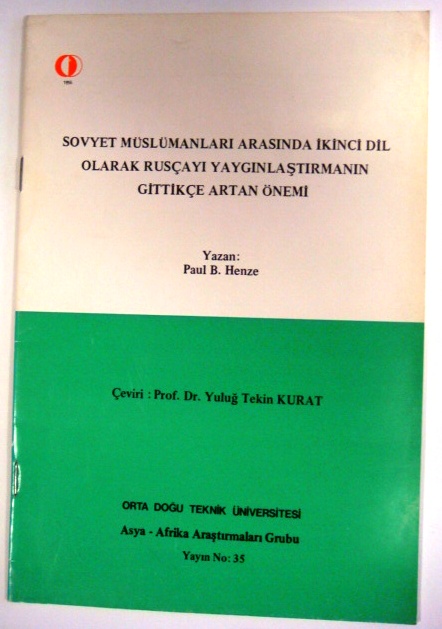 SOVYET MÜSLÜMANLARI ARASINDA İKİNCİ DİL
OLARAK RUSÇAYI YAYGINLAŞTIRMANIN
GİTTİKÇE ARTAN ÖNEMİ
Yazan:
Paul B. Henze
Çeviri : Prof. Dr. Yuluğ Tekin KURAT
ORTA DOĞU TEKNİK ÜNİVERSİTESİ
Asya - Afrika Araştırmaları Grubu
Yayın No: 35